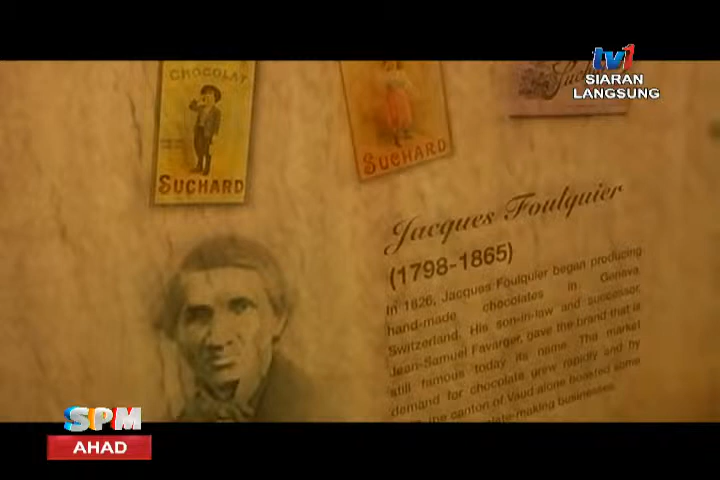 tv1
SIARAN
LANGSUNG
CHOCOLAT
SUCHARD
SUCHARD
Jacques Foulquier
(1798-1865)
In 1826, Jacques Foulquier began producing
hand-made chocolates in Geneva,
Switzerland. His son-in-law and successor,
Jean-Samuel Favarger, gave the brand that is
still famous today its name. The market
demand for chocolate grew rapidly and by
the canton of Vaud alone boasted some
-making businesses.
SPM
AHAD